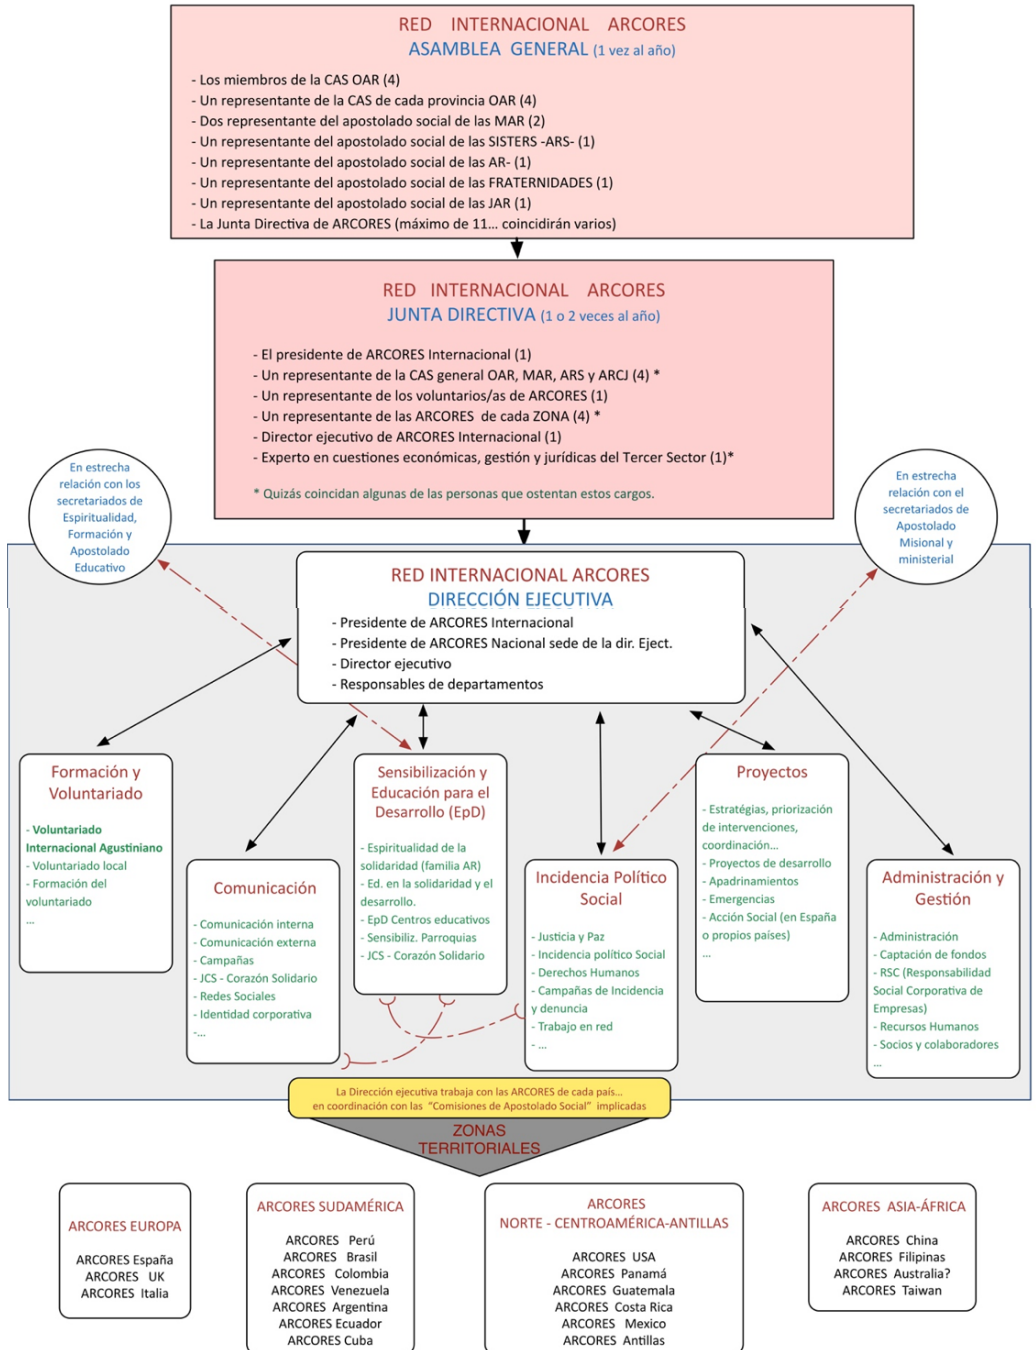 RED INTERNACIONAL ARCORES
ASAMBLEA GENERAL (1 vez al año)
- Los miembros de la CAS OAR (4)
- Un representante de la CAS de cada provincia OAR (4)
- Dos representante del apostolado social de las MAR (2)
- Un representante del apostolado social de las SISTERS -ARS- (1)
- Un representante del apostolado social de las AR- (1)
- Un representante del apostolado social de las FRATERNIDADES (1)
- Un representante del apostolado social de las JAR (1)
- La Junta Directiva de ARCORES (máximo de 11... coincidirán varios)
RED INTERNACIONAL ARCORES
JUNTA DIRECTIVA (1 o 2 veces al año)
- El presidente de ARCORES Internacional (1)
- Un representante de la CAS general OAR, MAR, ARS y ARCJ (4) *
- Un representante de los voluntarios/as de ARCORES (1)
- Un representante de las ARCORES de cada ZONA (4) *
- Director ejecutivo de ARCORES Internacional (1)
- Experto en cuestiones económicas, gestión y jurídicas del Tercer Sector (1)*
* Quizás coincidan algunas de las personas que ostentan estos cargos.
En estrecha
relación con los
secretariados de
Espiritualidad,
Formación y
Apostolado
Educativo
En estrecha
relación con el
secretariados de
Apostolado
Misional y
ministerial
RED INTERNACIONAL ARCORES
DIRECCIÓN EJECUTIVA
- Presidente de ARCORES Internacional
- Presidente de ARCORES Nacional sede de la dir. Eject.
- Director ejecutivo
- Responsables de departamentos
Formación y
Voluntariado
- Voluntariado
Internacional Agustiniano
- Voluntariado local
- Formación del
voluntariado
...
Comunicación
- Comunicación interna
- Comunicación externa
- Campañas
- JCS - Corazón Solidario
- Redes Sociales
- Identidad corporativa
-...
Sensibilización y
Educación para el
Desarrollo (EpD)
- Espiritualidad de la
solidaridad (familia AR)
- Ed. en la solidaridad y el
desarrollo.
- EpD Centros educativos
- Sensibiliz. Parroquias
- JCS - Corazón Solidario
Incidencia Político
Social
- Justicia y Paz
- Incidencia político Social
- Derechos Humanos
- Campañas de Incidencia
y denuncia
- Trabajo en red
- ...
Proyectos
- Estratégias, priorización
de intervenciones,
coordinación...
- Proyectos de desarrollo
- Apadrinamientos
- Emergencias
- Acción Social (en España
o propios países)
...
Administración y
Gestión
- Administración
- Captación de fondos
- RSC (Responsabilidad
Social Corporativa de
Empresas)
- Recursos Humanos
- Socios y colaboradores
...
La Dirección ejecutiva trabaja con las ARCORES de cada país...
en coordinación con las "Comisiones de Apostolado Social" implicadas
ZONAS
TERRITORIALES
ARCORES EUROPA
ARCORES España
ARCORES UK
ARCORES Italia
ARCORES SUDAMÉRICA
ARCORES Perú
ARCORES Brasil
ARCORES Colombia
ARCORES Venezuela
ARCORES Argentina
ARCORES Ecuador
ARCORES Cuba
ARCORES
NORTE - CENTROAMÉRICA-ANTILLAS
ARCORES USA
ARCORES Panamá
ARCORES Guatemala
ARCORES Costa Rica
ARCORES Mexico
ARCORES Antillas
ARCORES ASIA-ÁFRICA
ARCORES China
ARCORES Filipinas
ARCORES Australia?
ARCORES Taiwan